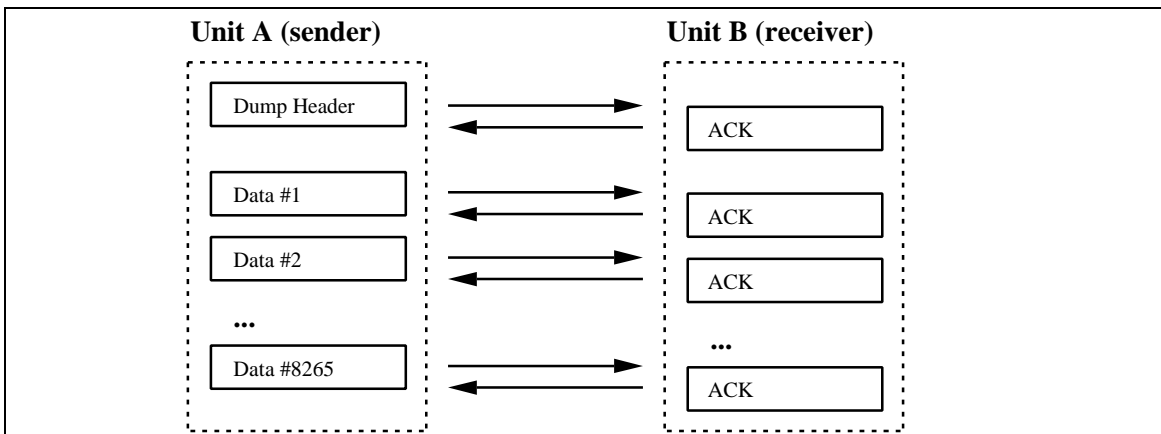 Unit A (sender)
Unit B (receiver)
Dump Header
ACK
Data #1
ACK
Data #2
ACK
...
...
Data #8265
ACK